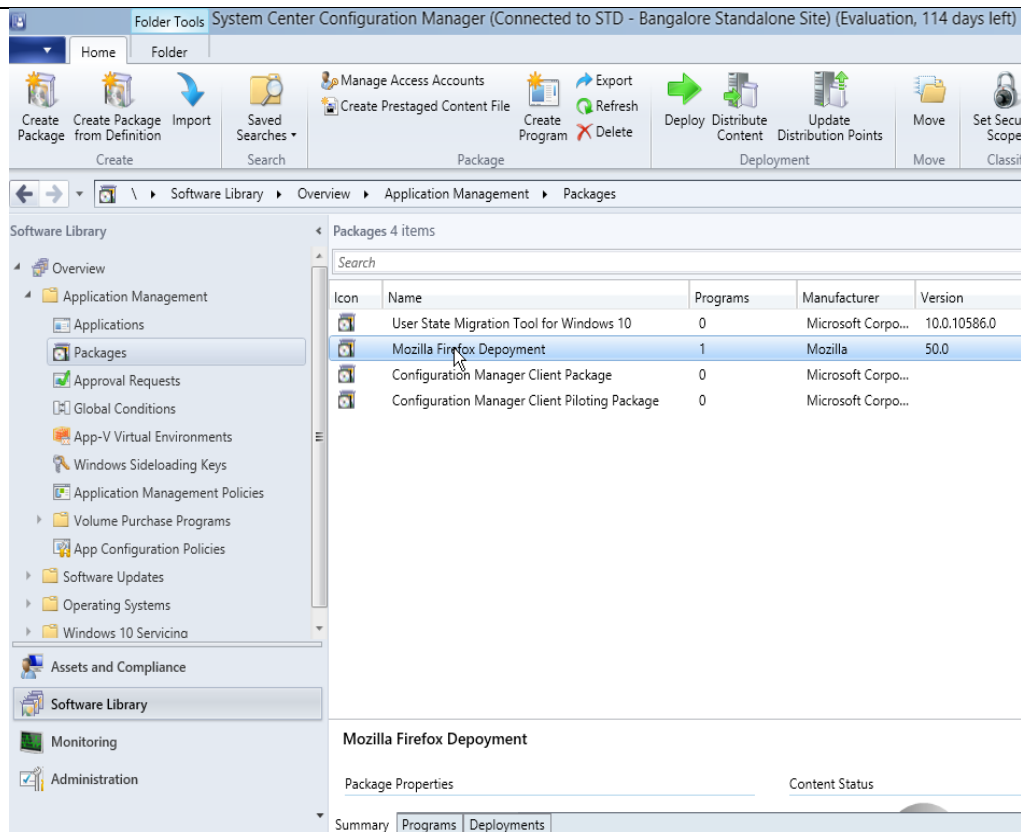 Folder Tools System Center Configuration Manager (Connected to STD - Bangalore Standalone Site) (Evaluation, 114 days left)
Home Folder
Create Package
Create Package from Definition
Import
Saved Searches
Manage Access Accounts
Create Prestaged Content File
Create Program
Export
Refresh
Delete
Deploy
Distribute Content
Update Distribution Points
Move
Set Secu
Scope
Create Search Package Deployment Move Classif
\ Software Library Overview Application Management Packages
Software Library
Overview
Application Management
Applications
Packages
Approval Requests
Global Conditions
App-V Virtual Environments
Windows Sideloading Keys
Application Management Policies
Volume Purchase Programs
App Configuration Policies
Software Updates
Operating Systems
Windows 10 Servicing
Assets and Compliance
Software Library
Monitoring
Administration
Packages 4 items
Search
Icon Name Programs Manufacturer Version
User State Migration Tool for Windows 10 0 Microsoft Corpo... 10.0.10586.0
Mozilla Firefox Depoyment 1 Mozilla 50.0
Configuration Manager Client Package 0 Microsoft Corpo...
Configuration Manager Client Piloting Package 0 Microsoft Corpo...
Mozilla Firefox Depoyment
Package Properties Content Status
Summary Programs Deployments